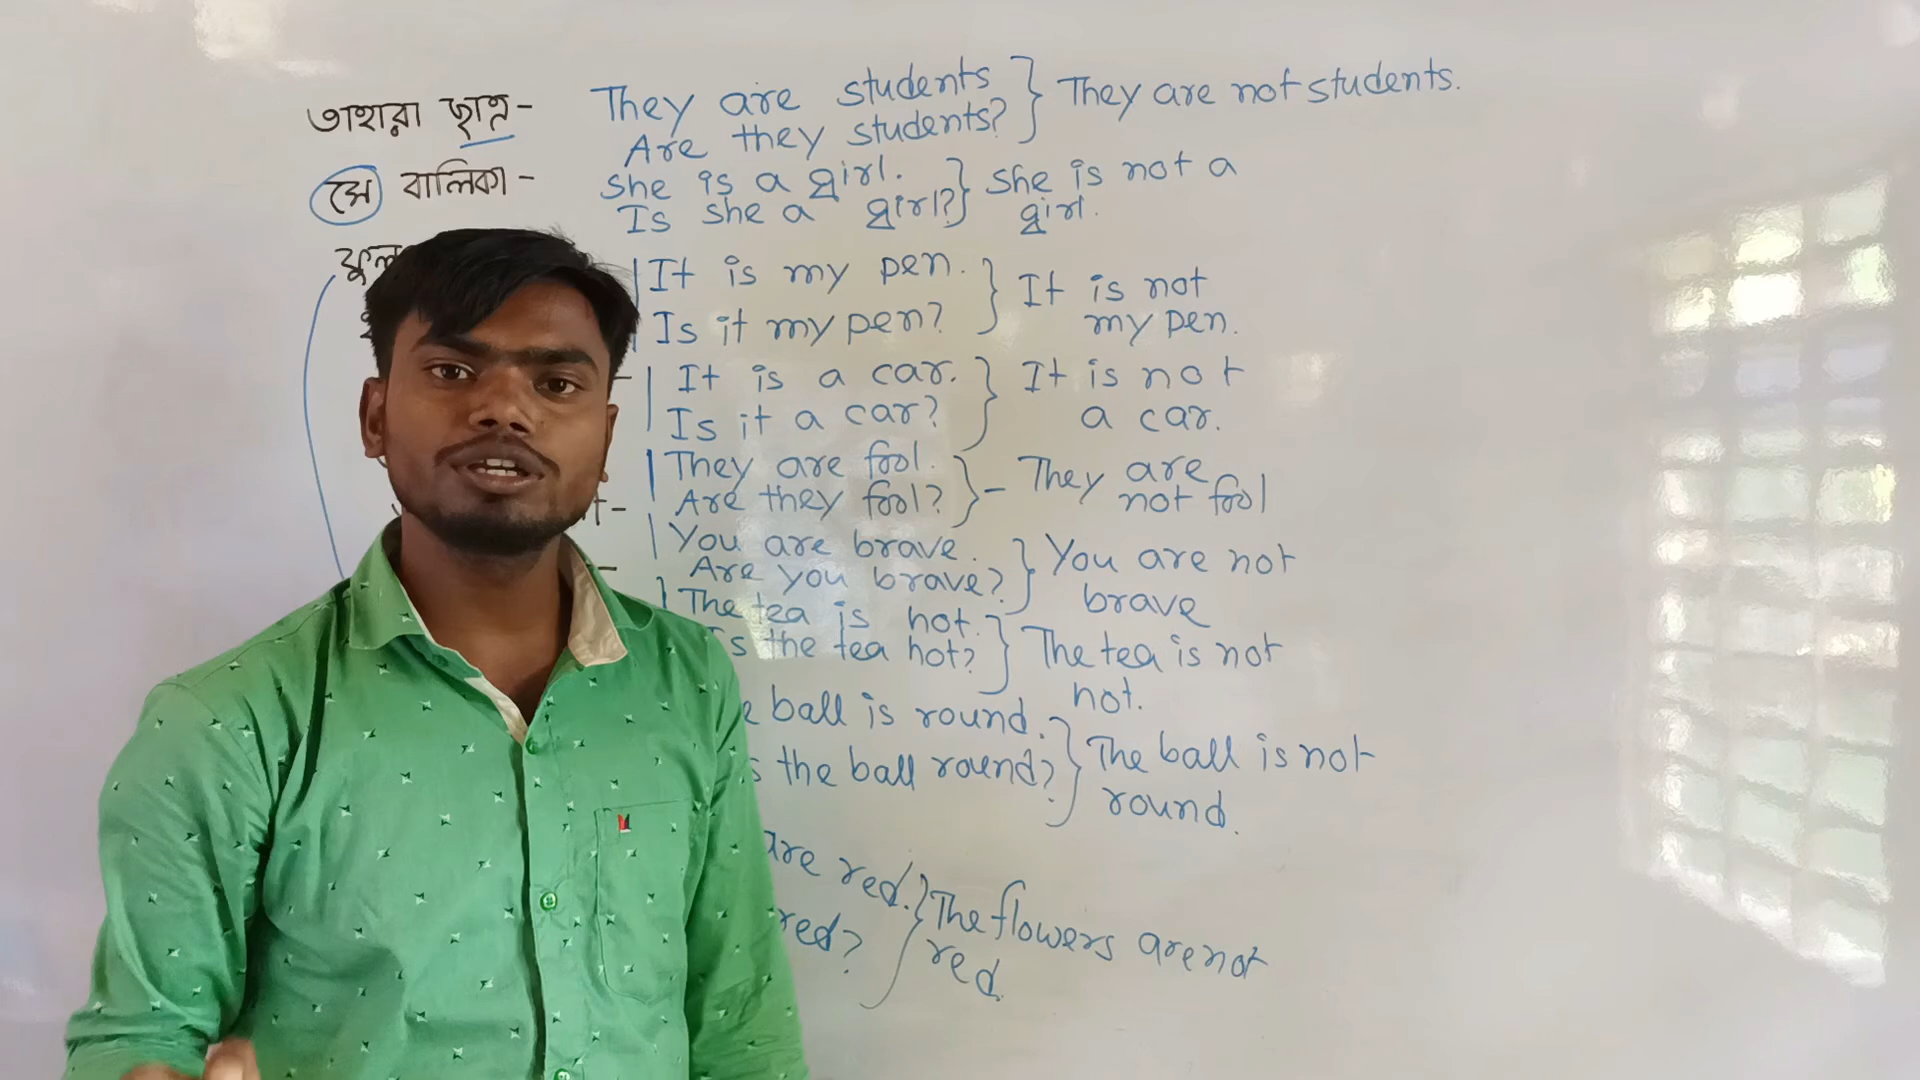 তাহারা ছাত্র - They are students } They are not students.
Are they students?
সে বালিকা - She is a girl. } She is not a
Is she a girl? girl.
It is my pen. } It is not
Is it my pen? my pen.
It is a car. } It is not
Is it a car? a car.
They are fool. } - They are
Are they fool? not fool
You are brave. } You are not
Are you brave? brave
The tea is hot. }
Is the tea hot? The tea is not
hot.
ball is round. }
the ball round? The ball is not
round.
are red. } The flowers are not
red? red.